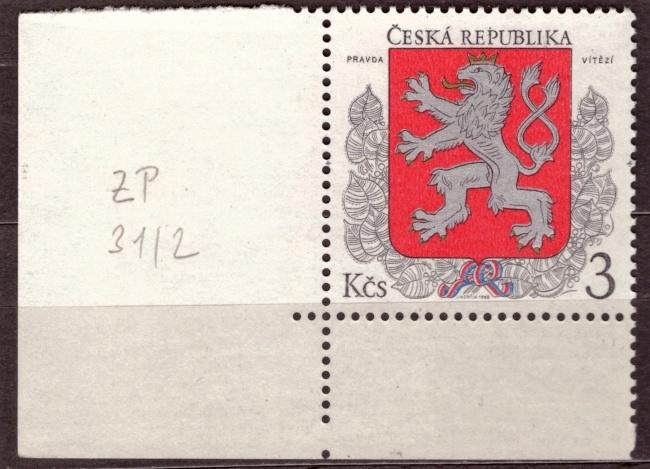 ČESKÁ REPUBLIKA
PRAVDA VÍTĚZÍ
ZP
31/2
Kčs 3